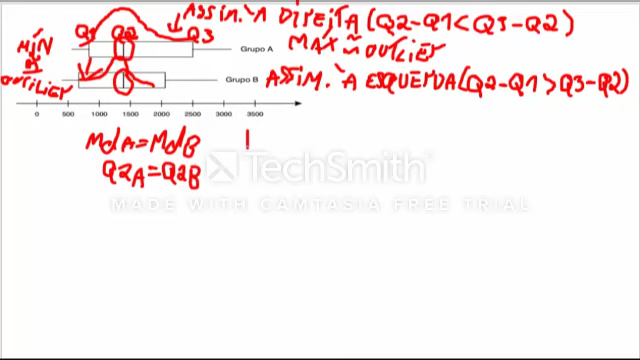 ASSIM. À DIREITA (Q2-Q1<Q3-Q2)
Q1 Q2 Q3
MÍN
MAX ñ OUTLIER
Grupo A
OUTLIER
Grupo B
ASSIM. À ESQUERDA (Q2-Q1>Q3-Q2)
0 500 1000 1500 2000 2500 3000 3500
MdA=MdB
Q2A=Q2B
TechSmith
MADE WITH CAMTASIA FREE TRIAL